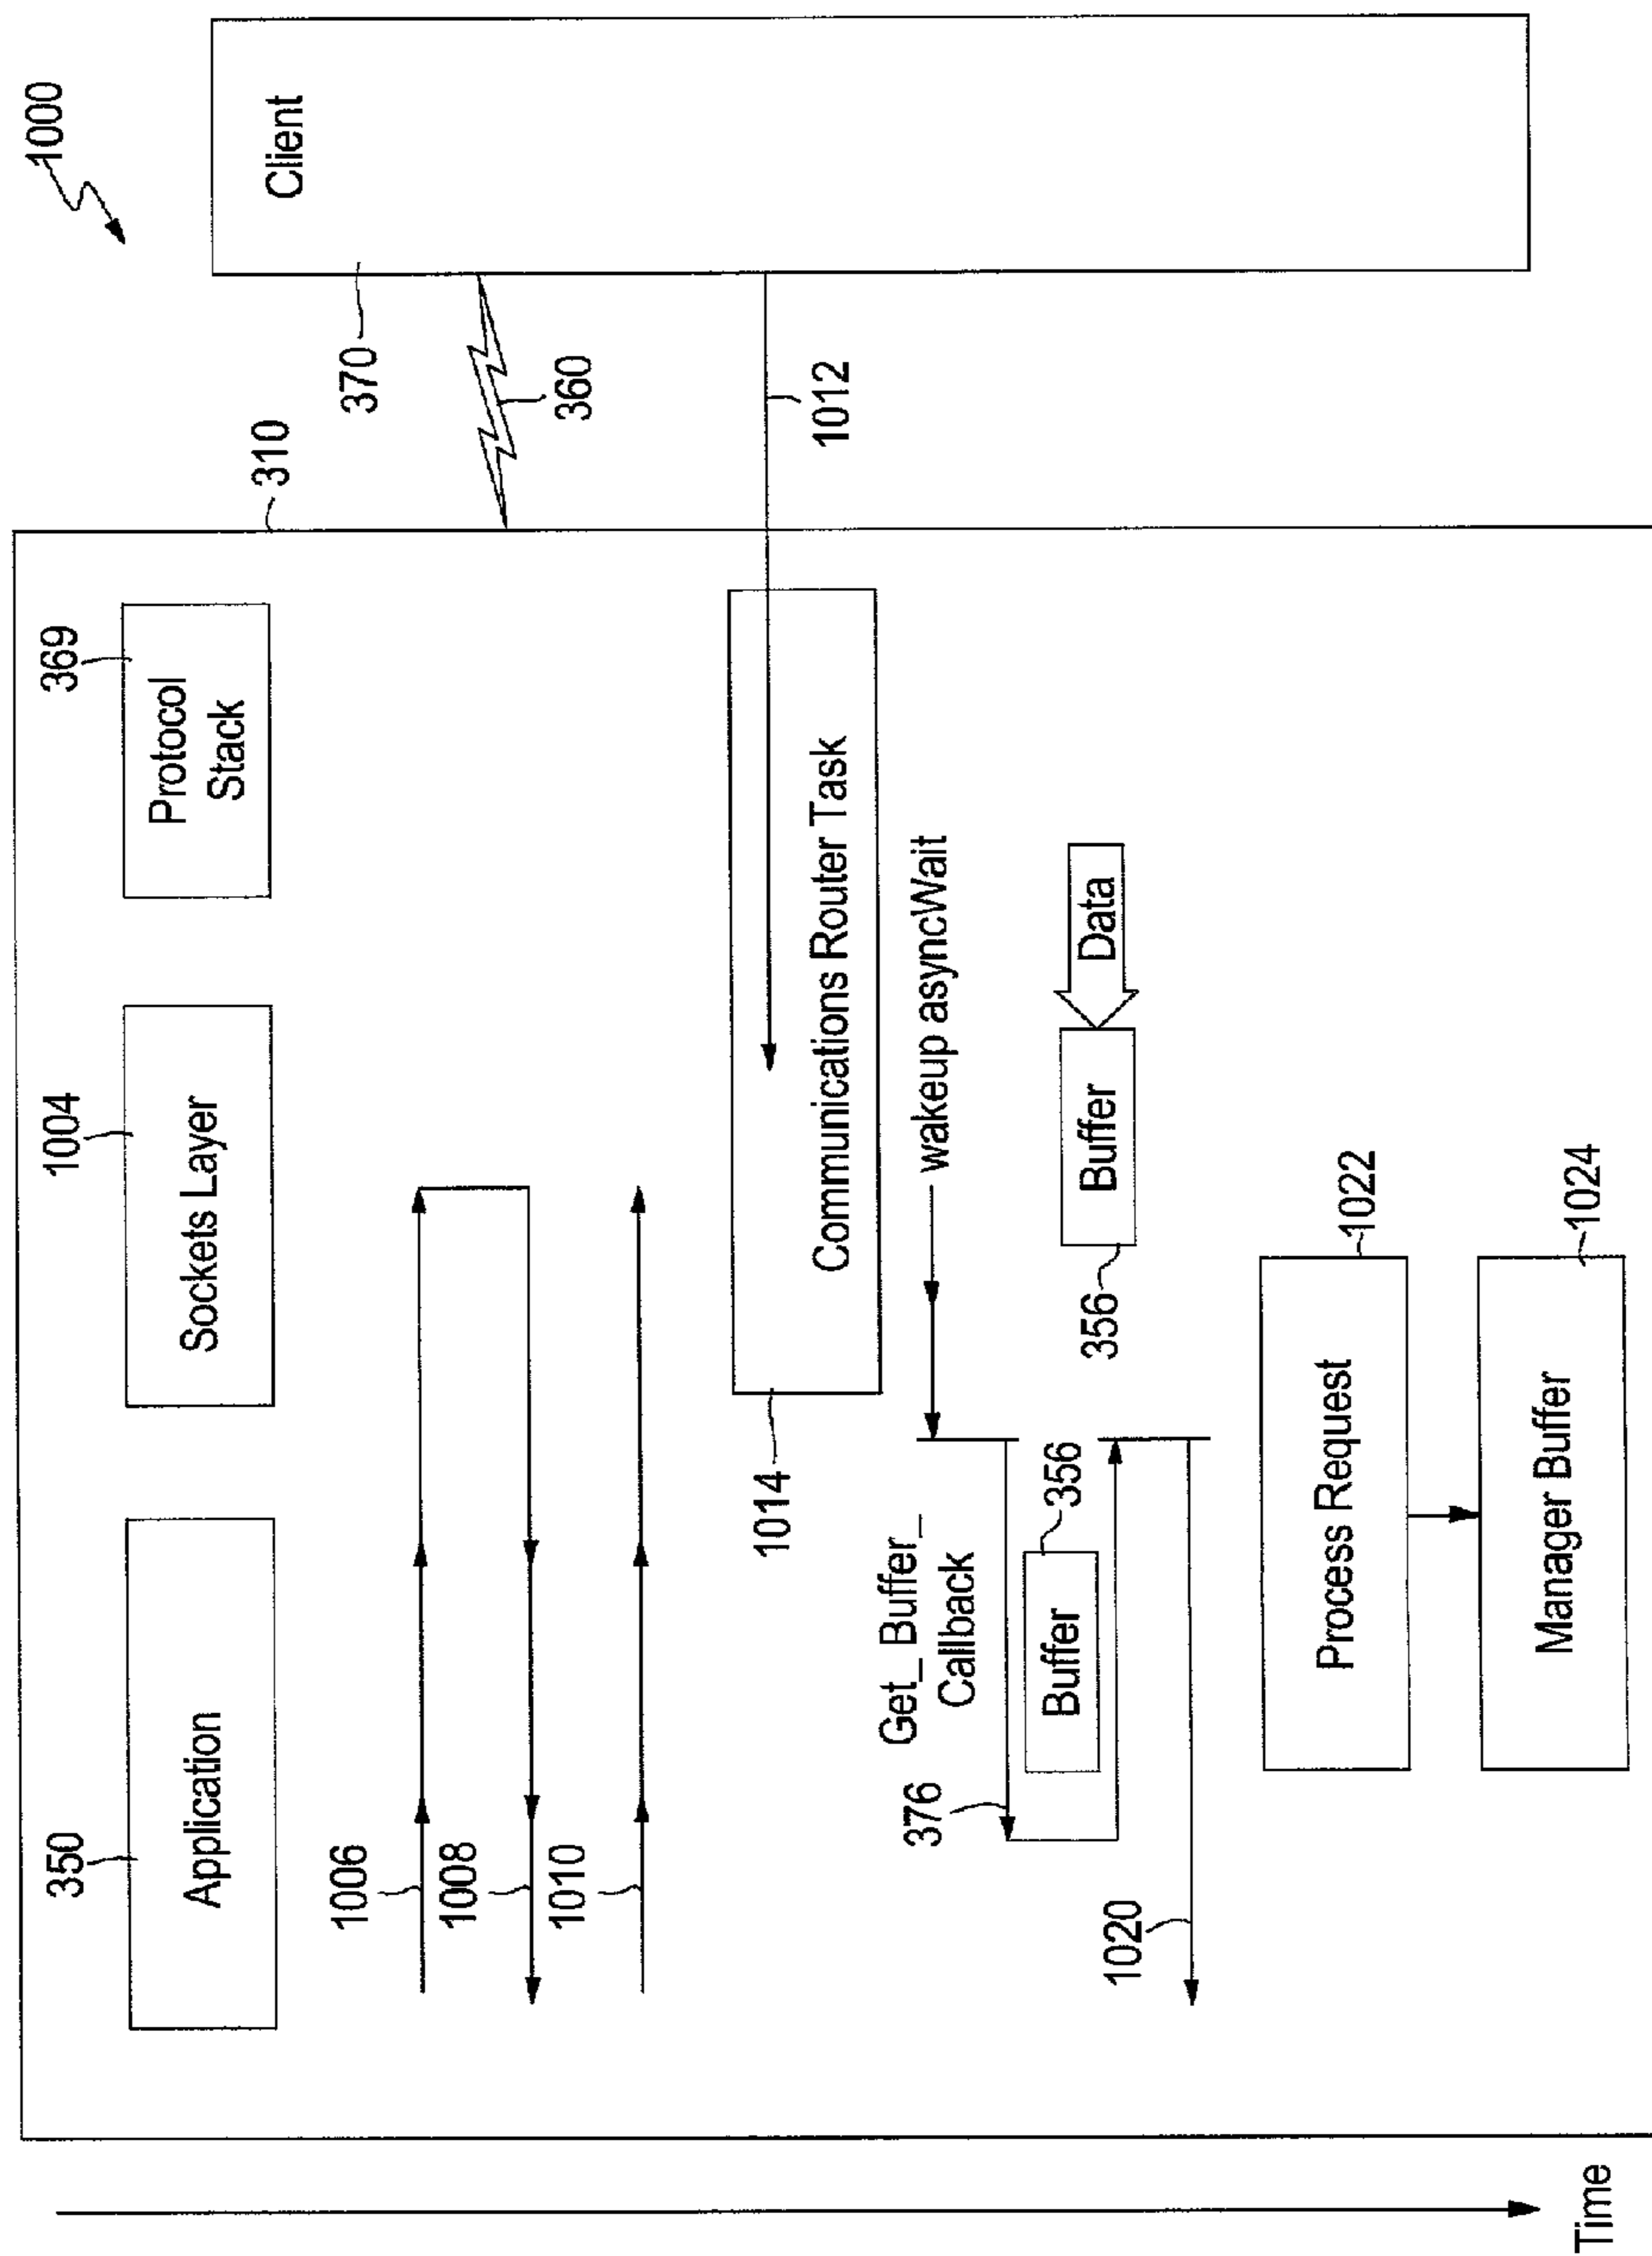 1000
310
350
1004
369
Application
Sockets Layer
Protocol
Stack
Client
370
1006
1008
1010
360
1012
1014
Communications Router Task
Get_Buffer_
Callback
wakeup asyncWait
376
Buffer
356
356
Buffer
Data
1020
Process Request
1022
Manager Buffer
1024
Time